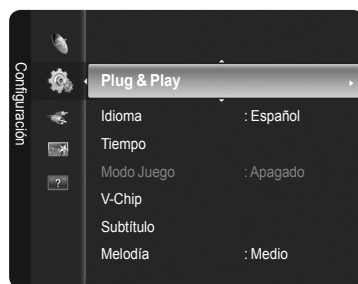 Configuración
Plug & Play
Idioma : Español
Tiempo
Modo Juego : Apagado
V-Chip
Subtítulo
Melodía : Medio